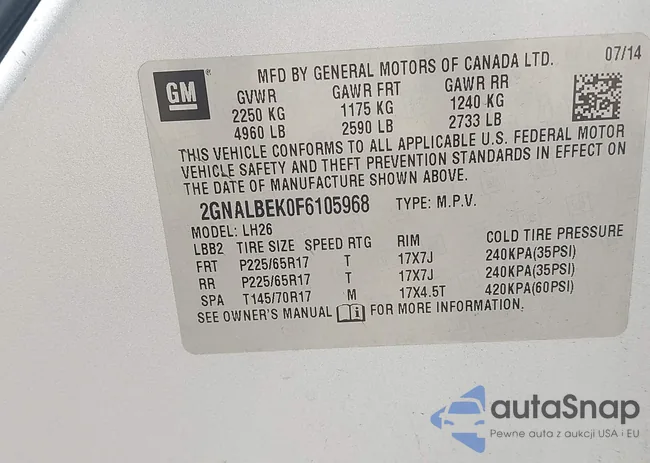 GM
MFD BY GENERAL MOTORS OF CANADA LTD. 07/14
GVWR GAWR FRT GAWR RR
2250 KG 1175 KG 1240 KG
4960 LB 2590 LB 2733 LB
THIS VEHICLE CONFORMS TO ALL APPLICABLE U.S. FEDERAL MOTOR
VEHICLE SAFETY AND THEFT PREVENTION STANDARDS IN EFFECT ON
THE DATE OF MANUFACTURE SHOWN ABOVE.
2GNALBEK0F6105968 TYPE: M.P.V.
MODEL: LH26
LBB2 TIRE SIZE SPEED RTG RIM COLD TIRE PRESSURE
FRT P225/65R17 T 17X7J 240KPA(35PSI)
RR P225/65R17 T 17X7J 240KPA(35PSI)
SPA T145/70R17 M 17X4.5T 420KPA(60PSI)
SEE OWNER'S MANUAL FOR MORE INFORMATION.
autaSnap
Pewne auta z aukcji USA i EU